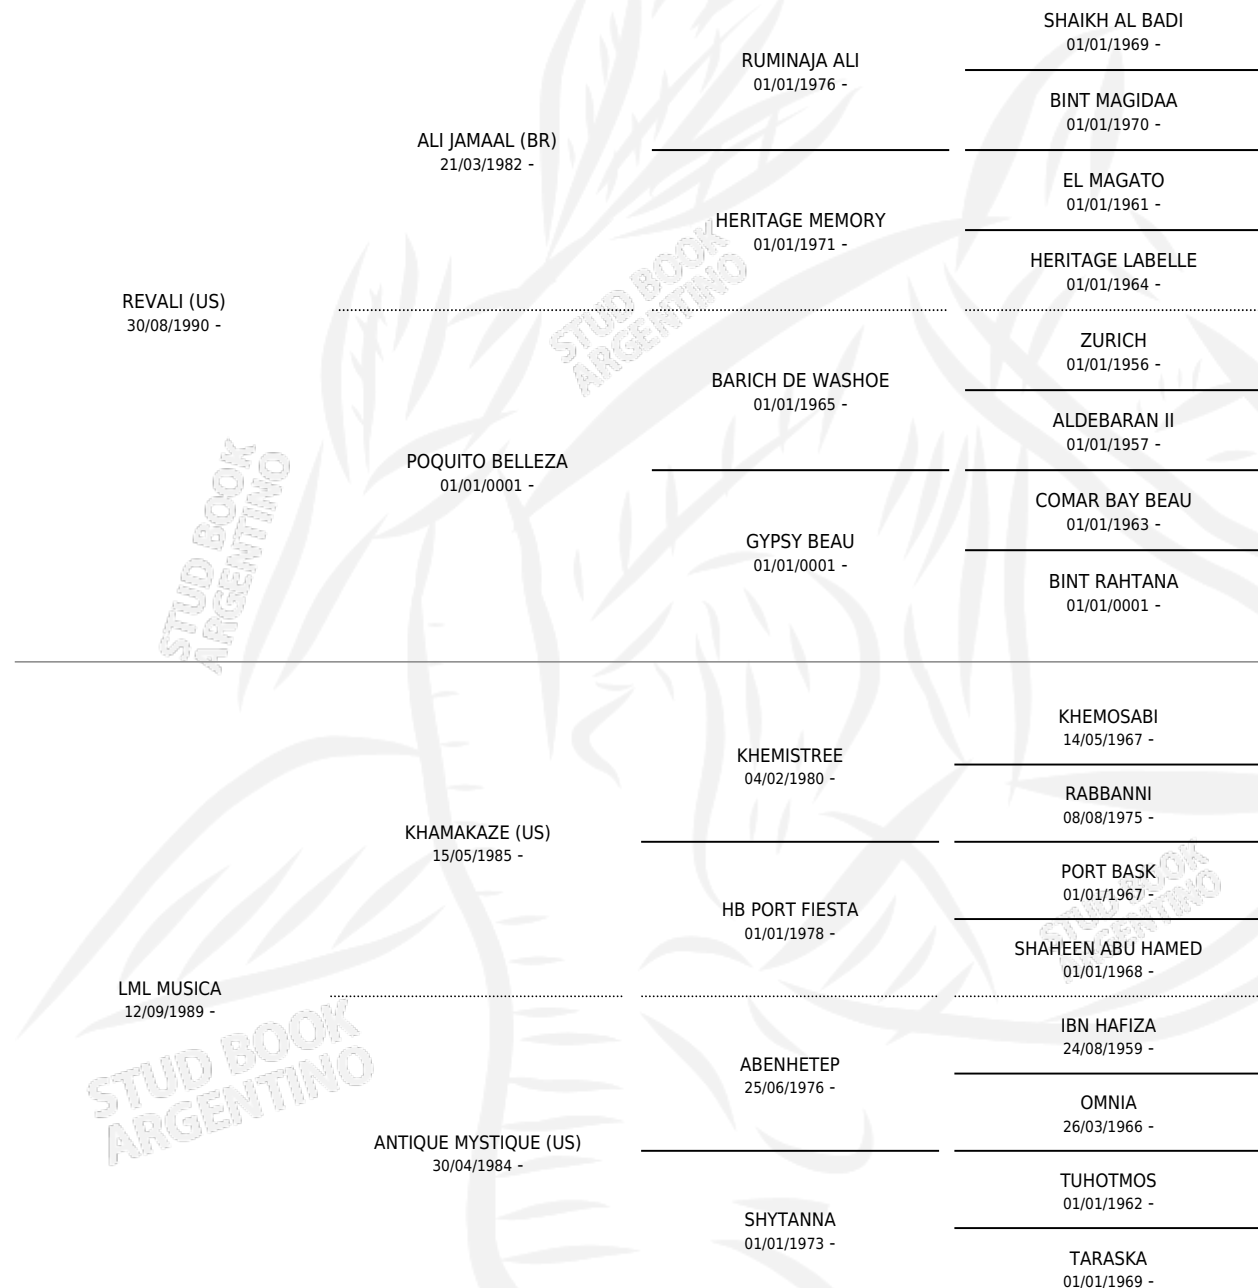 SHAIKH AL BADI
01/01/1969 -
RUMINAJA ALI
01/01/1976 -
BINT MAGIDAA
01/01/1970 -
ALI JAMAAL (BR)
21/03/1982 -
EL MAGATO
01/01/1961 -
HERITAGE MEMORY
01/01/1971 -
HERITAGE LABELLE
01/01/1964 -
REVALI (US)
30/08/1990 -
STUD BOOK
ARGENTINO
ZURICH
01/01/1956 -
BARICH DE WASHOE
01/01/1965 -
ALDEBARAN II
01/01/1957 -
POQUITO BELLEZA
01/01/0001 -
COMAR BAY BEAU
01/01/1963 -
GYPSY BEAU
01/01/0001 -
BINT RAHTANA
01/01/0001 -
STUD BOOK
ARGENTINO
KHEMOSABI
14/05/1967 -
KHEMISTREE
04/02/1980 -
RABBANNI
08/08/1975 -
KHAMAKAZE (US)
15/05/1985 -
PORT BASK
01/01/1967 -
HB PORT FIESTA
01/01/1978 -
SHAHEEN ABU HAMED
01/01/1968 -
STUD BOOK
ARGENTINO
LML MUSICA
12/09/1989 -
IBN HAFIZA
24/08/1959 -
ABENHETEP
25/06/1976 -
OMNIA
26/03/1966 -
STUD BOOK
ARGENTINO
ANTIQUE MYSTIQUE (US)
30/04/1984 -
TUHOTMOS
01/01/1962 -
SHYTANNA
01/01/1973 -
TARASKA
01/01/1969 -